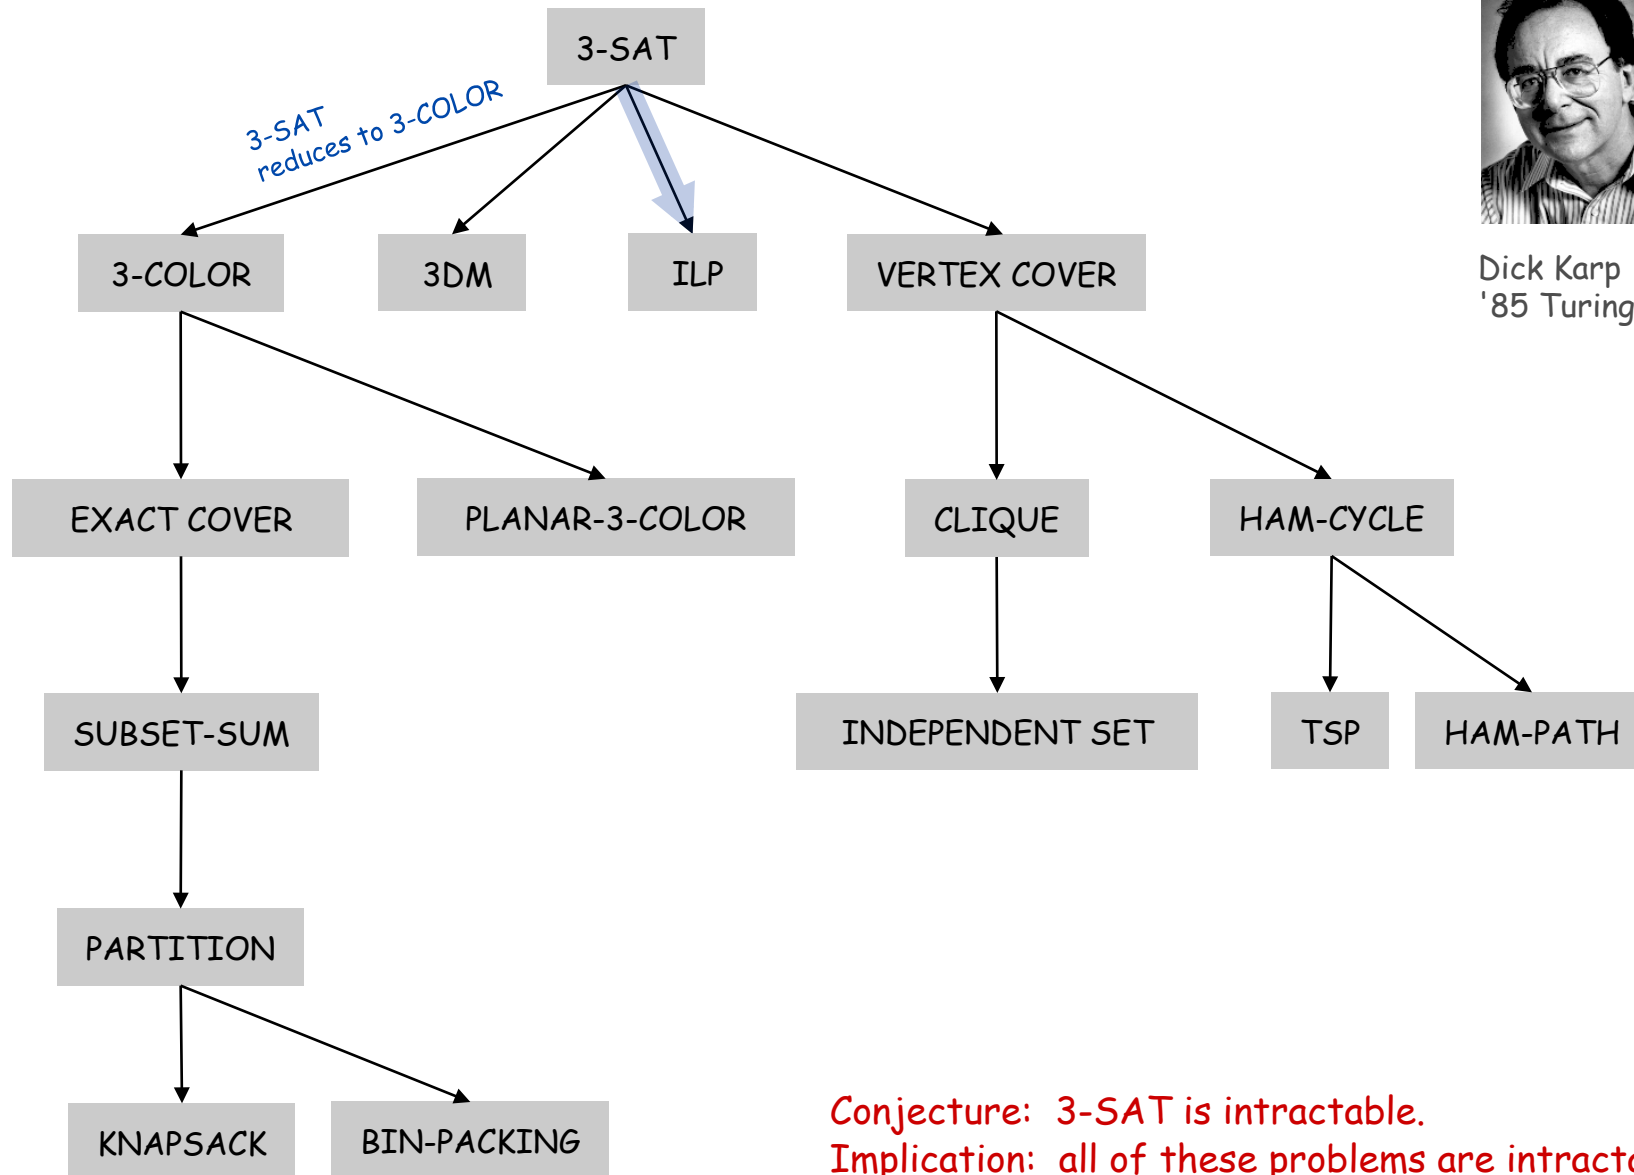 3-SAT
3-SAT
reduces to 3-COLOR
3-COLOR
3DM
ILP
VERTEX COVER
Dick Karp
'85 Turing
EXACT COVER
PLANAR-3-COLOR
CLIQUE
HAM-CYCLE
SUBSET-SUM
INDEPENDENT SET
TSP
HAM-PATH
PARTITION
KNAPSACK
BIN-PACKING
Conjecture: 3-SAT is intractable.
Implication: all of these problems are